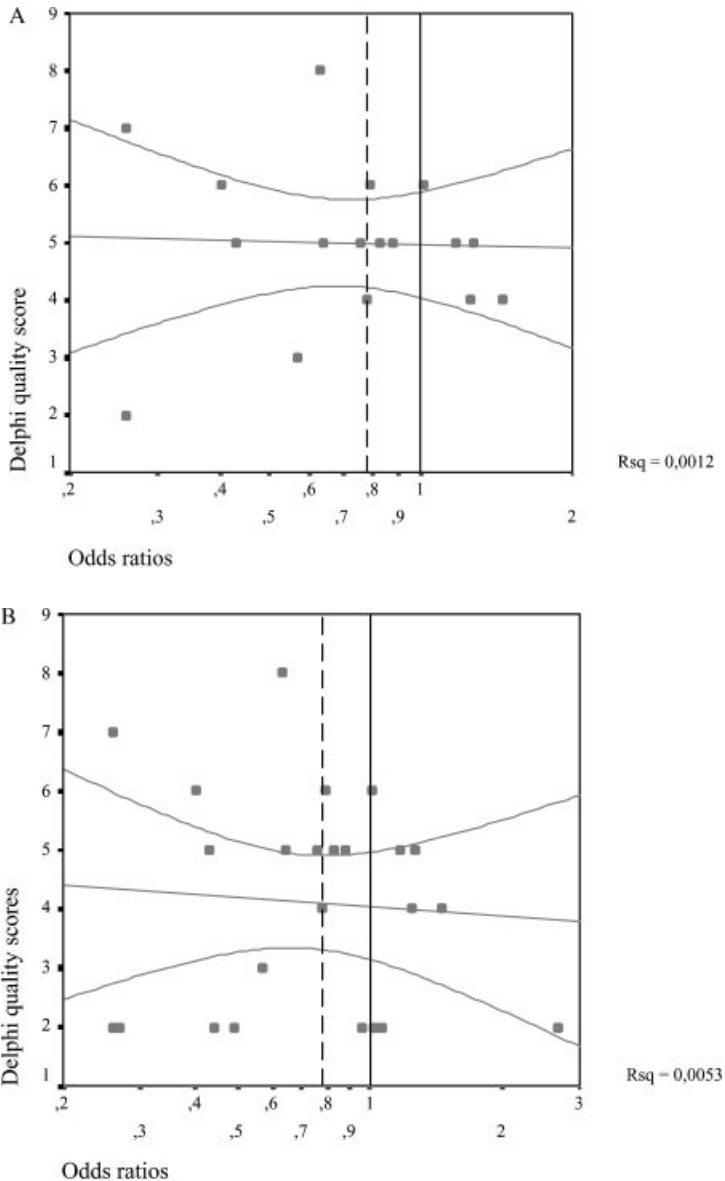 A
9
8
7
6
5
4
3
2
1
Delphi quality score
,2 ,4 ,6 ,8 1
,3 ,5 ,7 ,9 2
Rsq = 0,0012
Odds ratios
B
9
8
7
6
5
4
3
2
1
Delphi quality scores
,2 ,4 ,6 ,8 1 3
,3 ,5 ,7 ,9 2
Rsq = 0,0053
Odds ratios